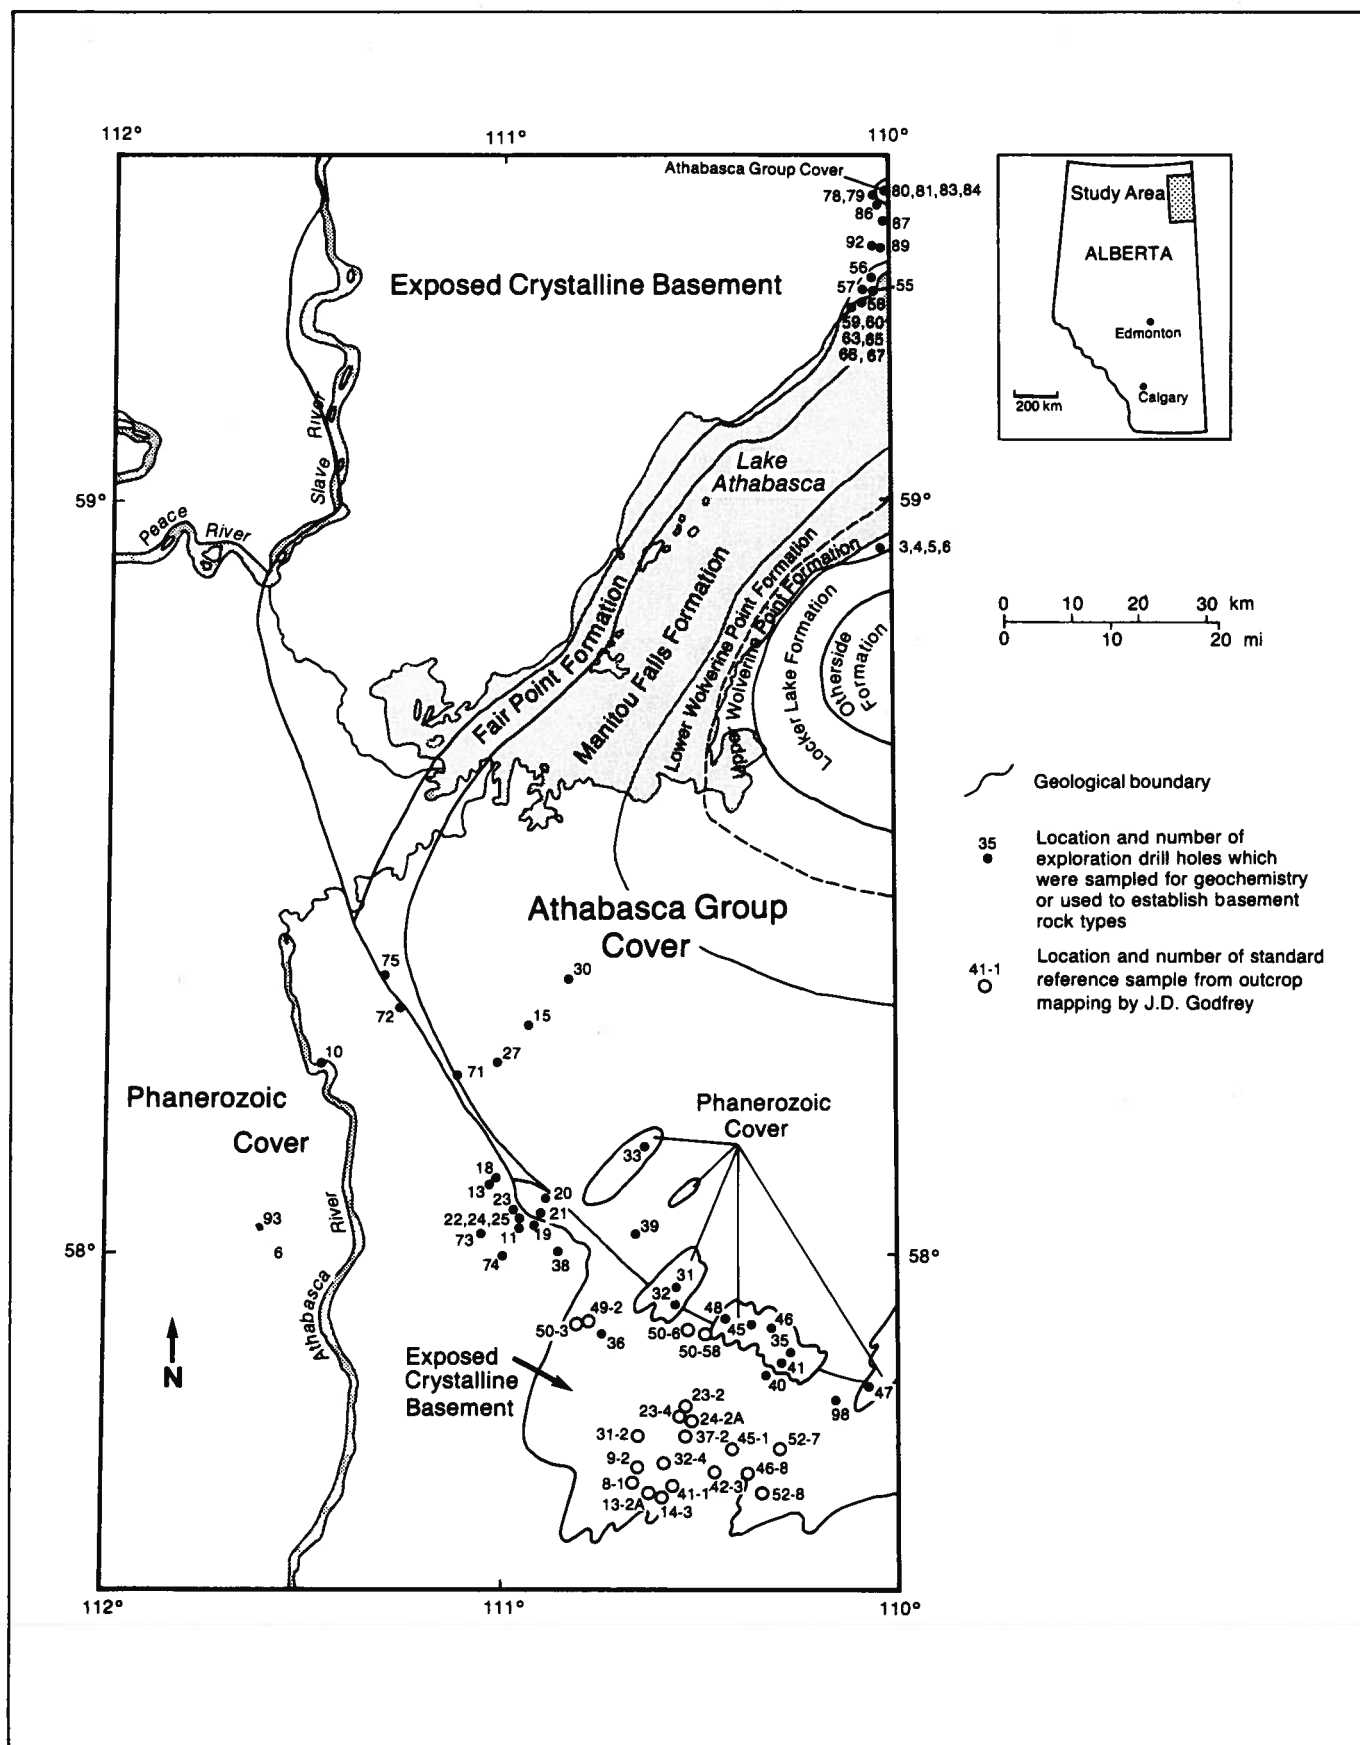 112°
111°
110°
Athabasca Group Cover
78,79
80,81,83,84
86
87
92
89
56
57
55
58
59,60
63,65
66,67
Exposed Crystalline Basement
Slave River
Peace River
59°
59°
Lake
Athabasca
3,4,5,6
Fair Point Formation
Manitou Falls Formation
Lower Wolverine Point Formation
Upper Wolverine Point Formation
Locker Lake Formation
Otherside
Formation
Athabasca Group
Cover
75
72
30
15
27
71
10
Phanerozoic
Cover
Phanerozoic
Cover
33
18
13
20
23
21
22,24,25
11
19
73
74
38
39
93
6
58°
58°
Athabasca River
31
32
49-2
50-3
36
50-6
50-58
48
45
46
35
41
40
47
98
Exposed
Crystalline
Basement
N
23-2
23-4
24-2A
31-2
37-2
45-1
52-7
9-2
32-4
46-8
8-1
42-3
41-1
52-8
13-2A
14-3
112°
111°
110°
Study Area
ALBERTA
Edmonton
Calgary
200 km
0 10 20 30 km
0 10 20 mi
Geological boundary
35
Location and number of
exploration drill holes which
were sampled for geochemistry
or used to establish basement
rock types
41-1
Location and number of standard
reference sample from outcrop
mapping by J.D. Godfrey